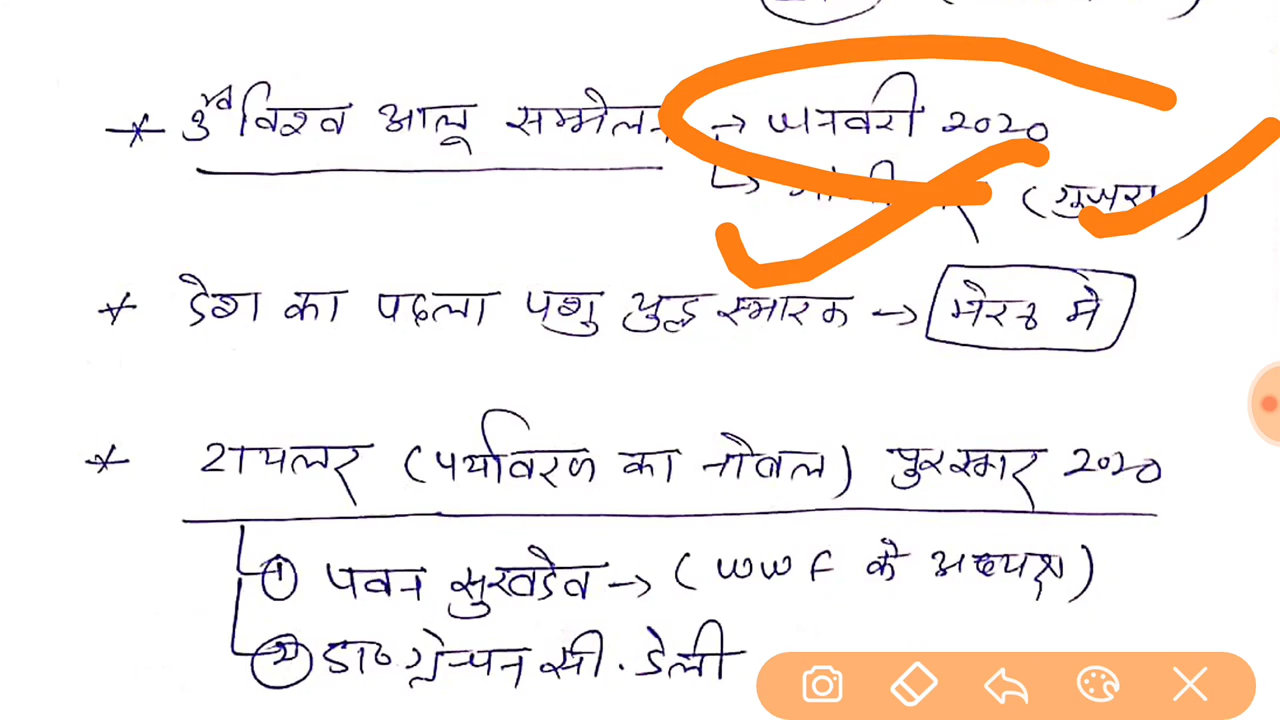 * 3वां विश्व आलू सम्मेलन → जनवरी 2020
↳ (गुजरा
* देश का पहला पशु युद्ध स्मारक → मेरठ में
* टायलर (पर्यावरण का नोबल) पुरस्कार 2020
① पवन सुखदेव → (WWF के अध्यक्ष)
② डा० ग्रेन्चन सी. डेली